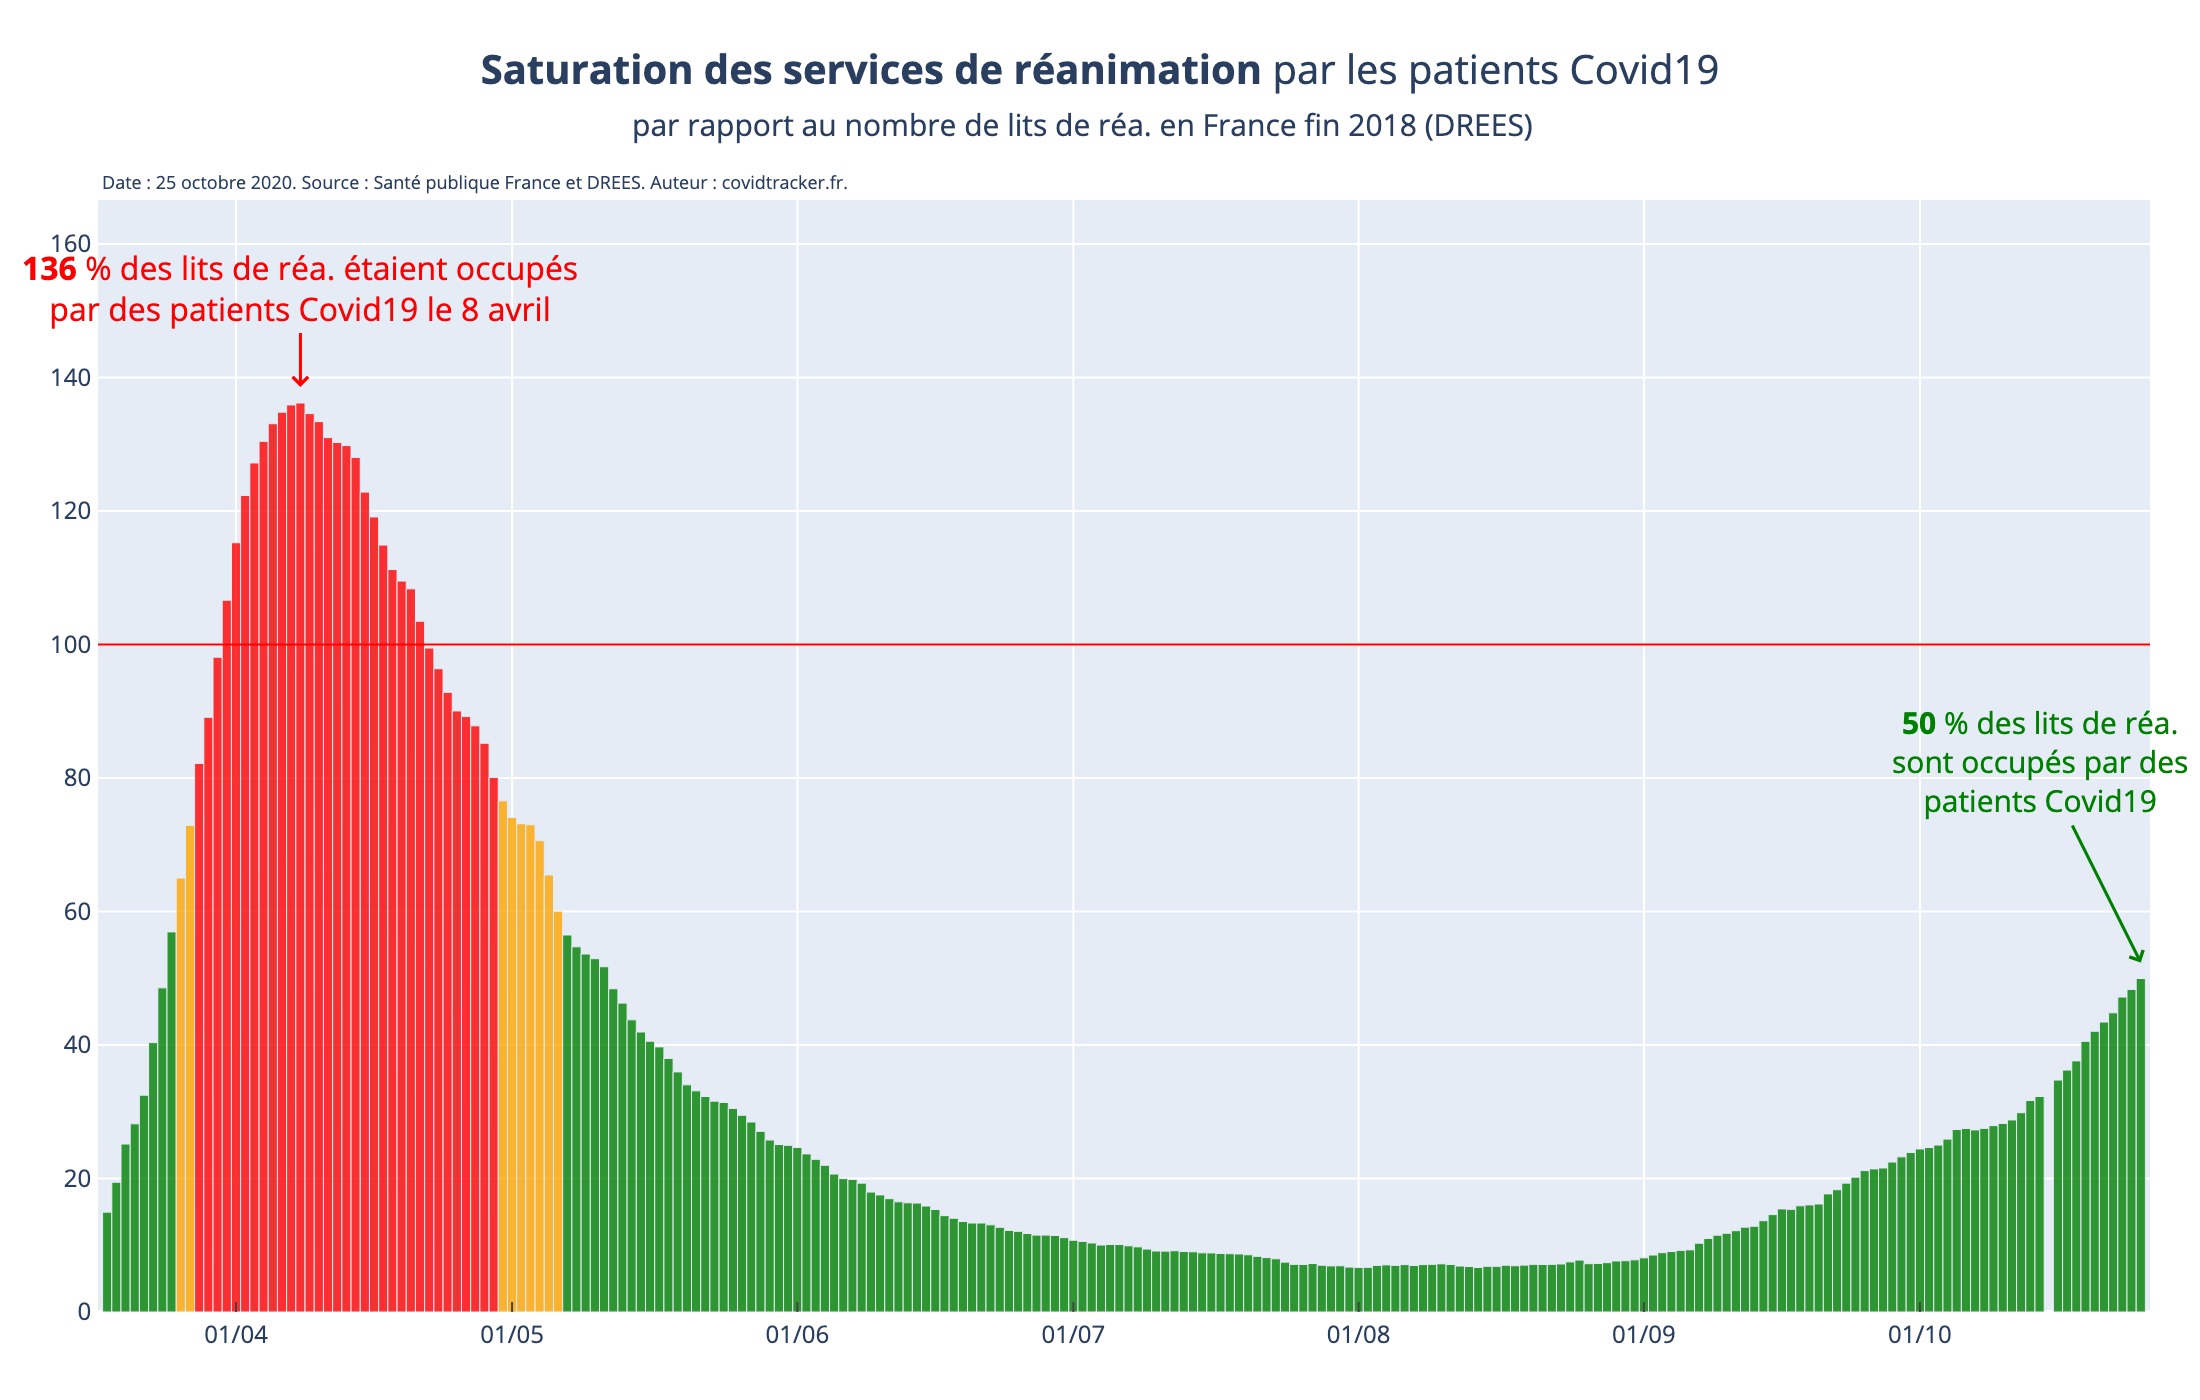 Saturation des services de réanimation par les patients Covid19
par rapport au nombre de lits de réa. en France fin 2018 (DREES)
Date : 25 octobre 2020. Source : Santé publique France et DREES. Auteur : covidtracker.fr.
160
136 % des lits de réa. étaient occupés
par des patients Covid19 le 8 avril
140
120
100
50 % des lits de réa.
sont occupés par des
patients Covid19
80
60
40
20
0
01/04 01/05 01/06 01/07 01/08 01/09 01/10